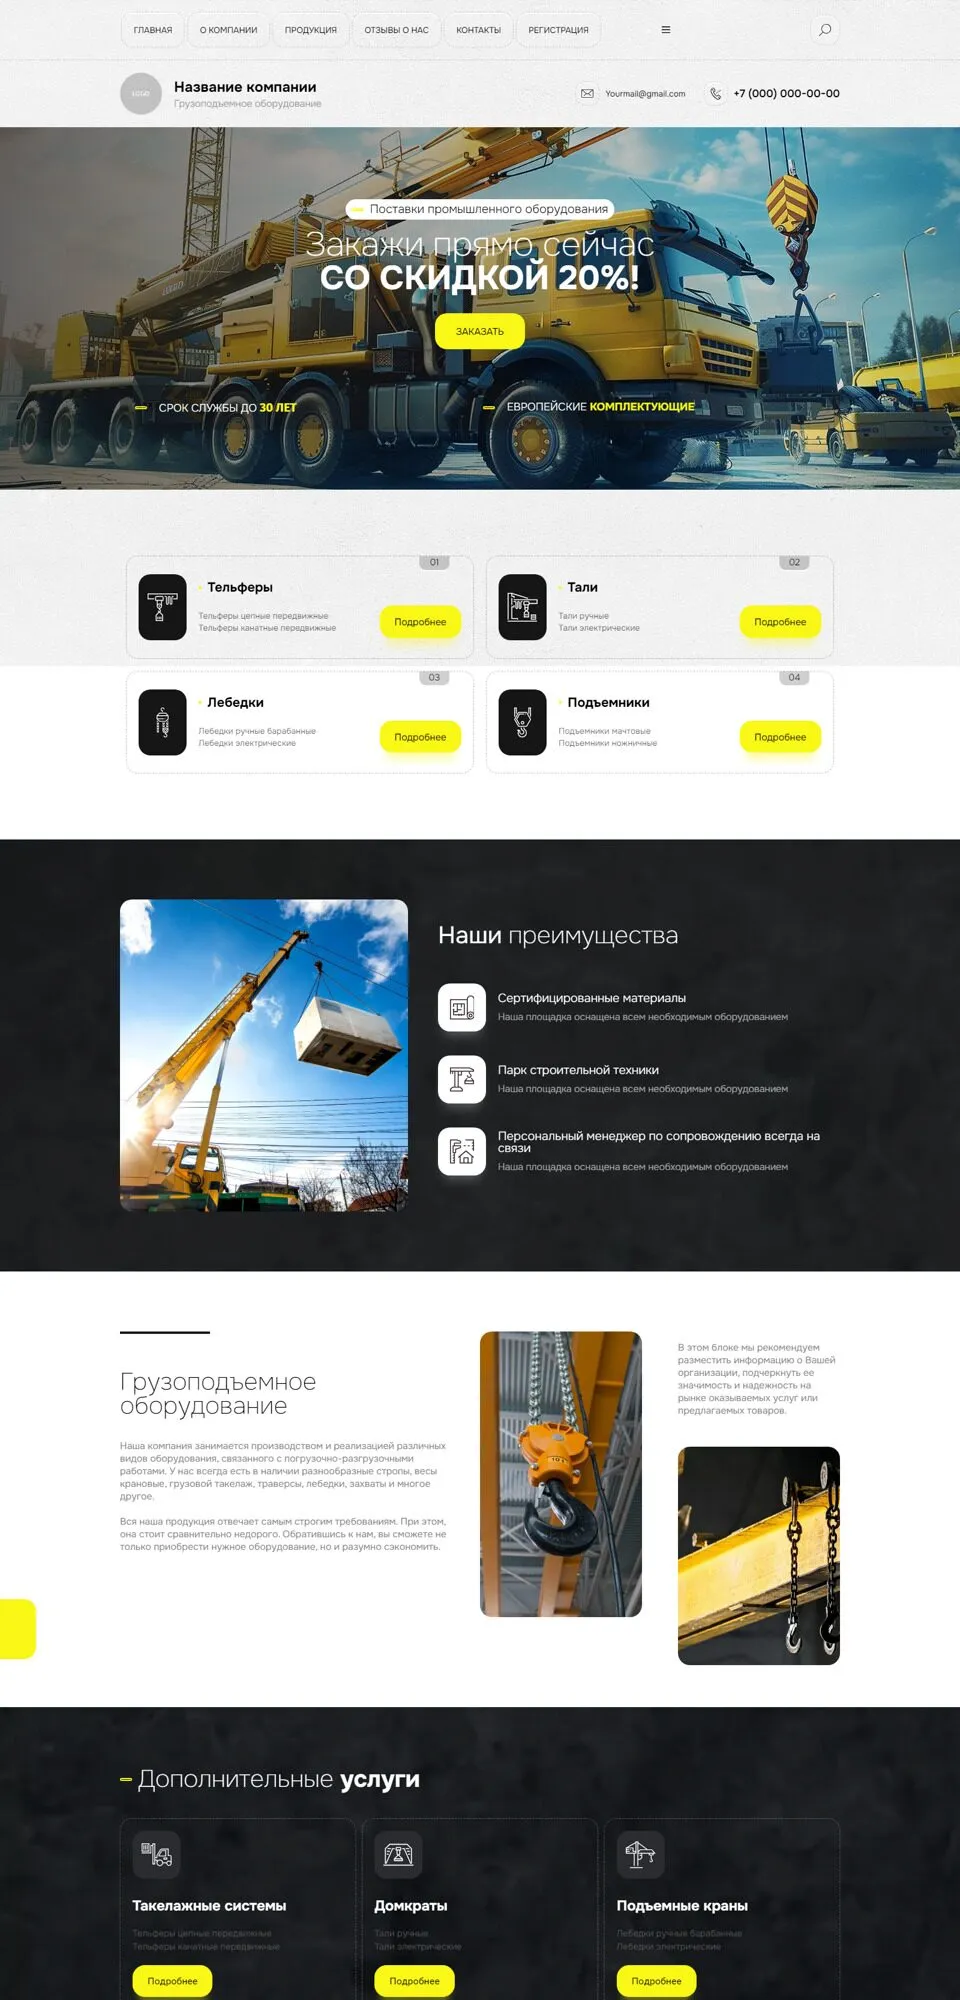 ГЛАВНАЯ
О КОМПАНИИ
ПРОДУКЦИЯ
ОТЗЫВЫ О НАС
КОНТАКТЫ
РЕГИСТРАЦИЯ
LOGO
Название компании
Грузоподъемное оборудование
Yourmail@gmail.com
+7 (000) 000-00-00
Поставки промышленного оборудования
Закажи прямо сейчас
СО СКИДКОЙ 20%!
ЗАКАЗАТЬ
СРОК СЛУЖБЫ ДО 30 ЛЕТ
ЕВРОПЕЙСКИЕ КОМПЛЕКТУЮЩИЕ
01
Тельферы
Тельферы цепные передвижные
Тельферы канатные передвижные
Подробнее
02
Тали
Тали ручные
Тали электрические
Подробнее
03
Лебедки
Лебедки ручные барабанные
Лебедки электрические
Подробнее
04
Подъемники
Подъемники мачтовые
Подъемники ножничные
Подробнее
Наши преимущества
Сертифицированные материалы
Наша площадка оснащена всем необходимым оборудованием
Парк строительной техники
Наша площадка оснащена всем необходимым оборудованием
Персональный менеджер по сопровождению всегда на
связи
Наша площадка оснащена всем необходимым оборудованием
Грузоподъемное
оборудование
Наша компания занимается производством и реализацией различных
видов оборудования, связанного с погрузочно-разгрузочными
работами. У нас всегда есть в наличии разнообразные стропы, весы
крановые, грузовой такелаж, траверсы, лебедки, захваты и многое
другое.
Вся наша продукция отвечает самым строгим требованиям. При этом,
она стоит сравнительно недорого. Обратившись к нам, вы сможете не
только приобрести нужное оборудование, но и разумно сэкономить.
В этом блоке мы рекомендуем
разместить информацию о Вашей
организации, подчеркнуть ее
значимость и надежность на
рынке оказываемых услуг или
предлагаемых товаров.
Дополнительные услуги
Такелажные системы
Тельферы цепные передвижные
Тельферы канатные передвижные
Подробнее
Домкраты
Тали ручные
Тали электрические
Подробнее
Подъемные краны
Лебедки ручные барабанные
Лебедки электрические
Подробнее